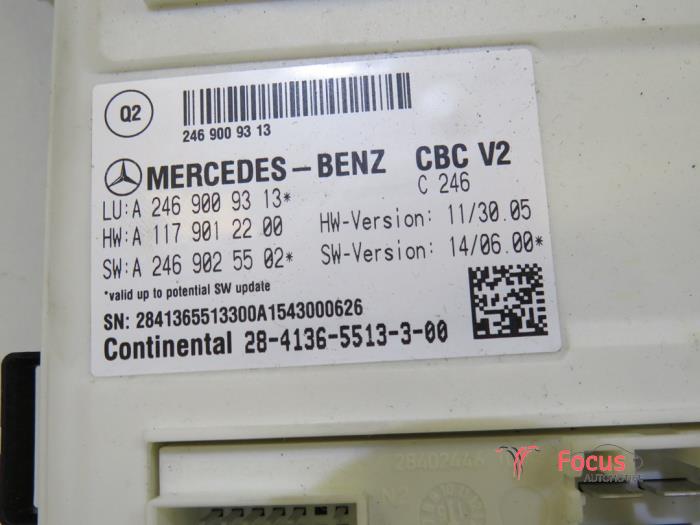 Q2
246 900 93 13
MERCEDES-BENZ CBC V2
C 246
LU:A 246 900 93 13*
HW:A 117 901 22 00 HW-Version: 11/30.05
SW:A 246 902 55 02* SW-Version: 14/06.00*
*valid up to potential SW update
SN: 2841365513300A1543000626
Continental 28-4136-5513-3-00
Focus
AUTOMOTIVE